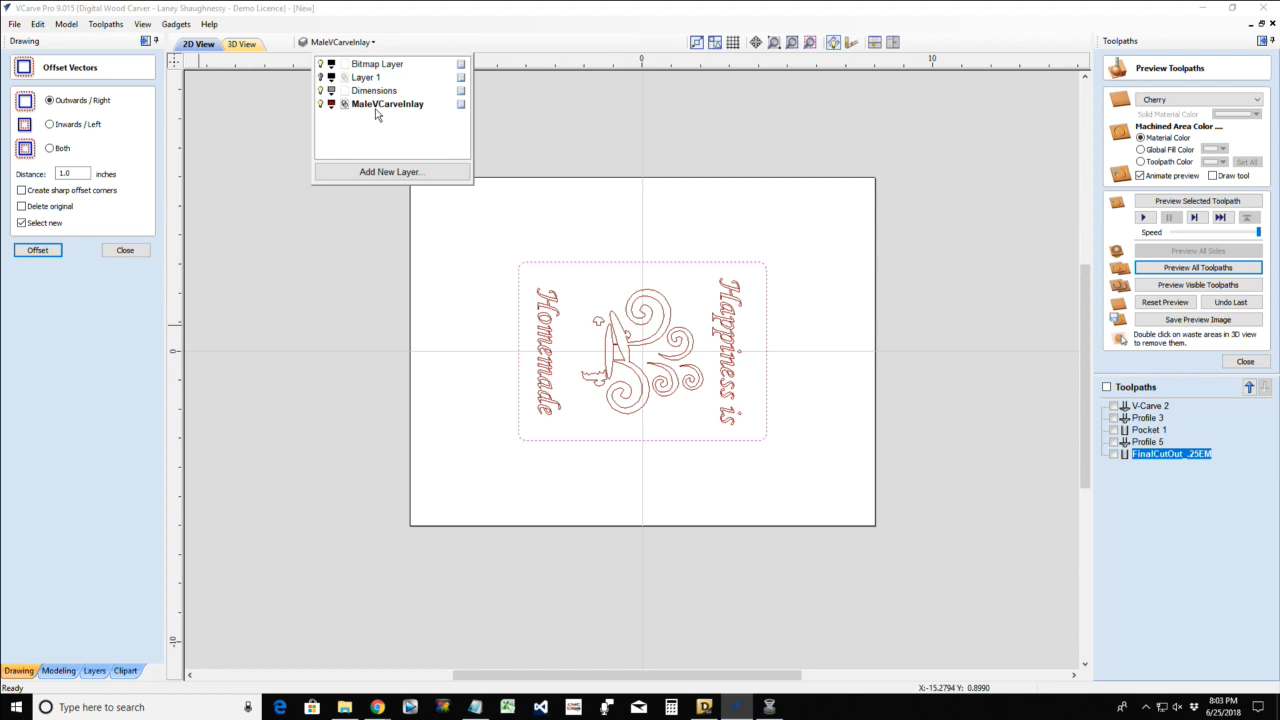 VCarve Pro 9.015 [Digital Wood Carver - Laney Shaughnessy - Demo Licence] - [New]
File Edit Model Toolpaths View Gadgets Help
Drawing
2D View 3D View MaleVCarveInlay
Toolpaths
Offset Vectors
Outwards / Right
Inwards / Left
Both
Distance: 1.0 inches
Create sharp offset corners
Delete original
Select new
Offset Close
Bitmap Layer
Layer 1
Dimensions
MaleVCarveInlay
Add New Layer...
0 10
0
-10
Happiness is
Homemade
Preview Toolpaths
Cherry
Solid Material Color
Machined Area Color ....
Material Color
Global Fill Color
Toolpath Color Set All
Animate preview Draw tool
Preview Selected Toolpath
Speed
Preview All Sides
Preview All Toolpaths
Preview Visible Toolpaths
Reset Preview Undo Last
Save Preview Image
Double click on waste areas in 3D view
to remove them.
Close
Toolpaths
V-Carve 2
Profile 3
Pocket 1
Profile 5
FinalCutOut_.25EM
Drawing Modeling Layers Clipart
Ready X:-15.2794 Y: 0.8990
Type here to search
8:03 PM
6/25/2018